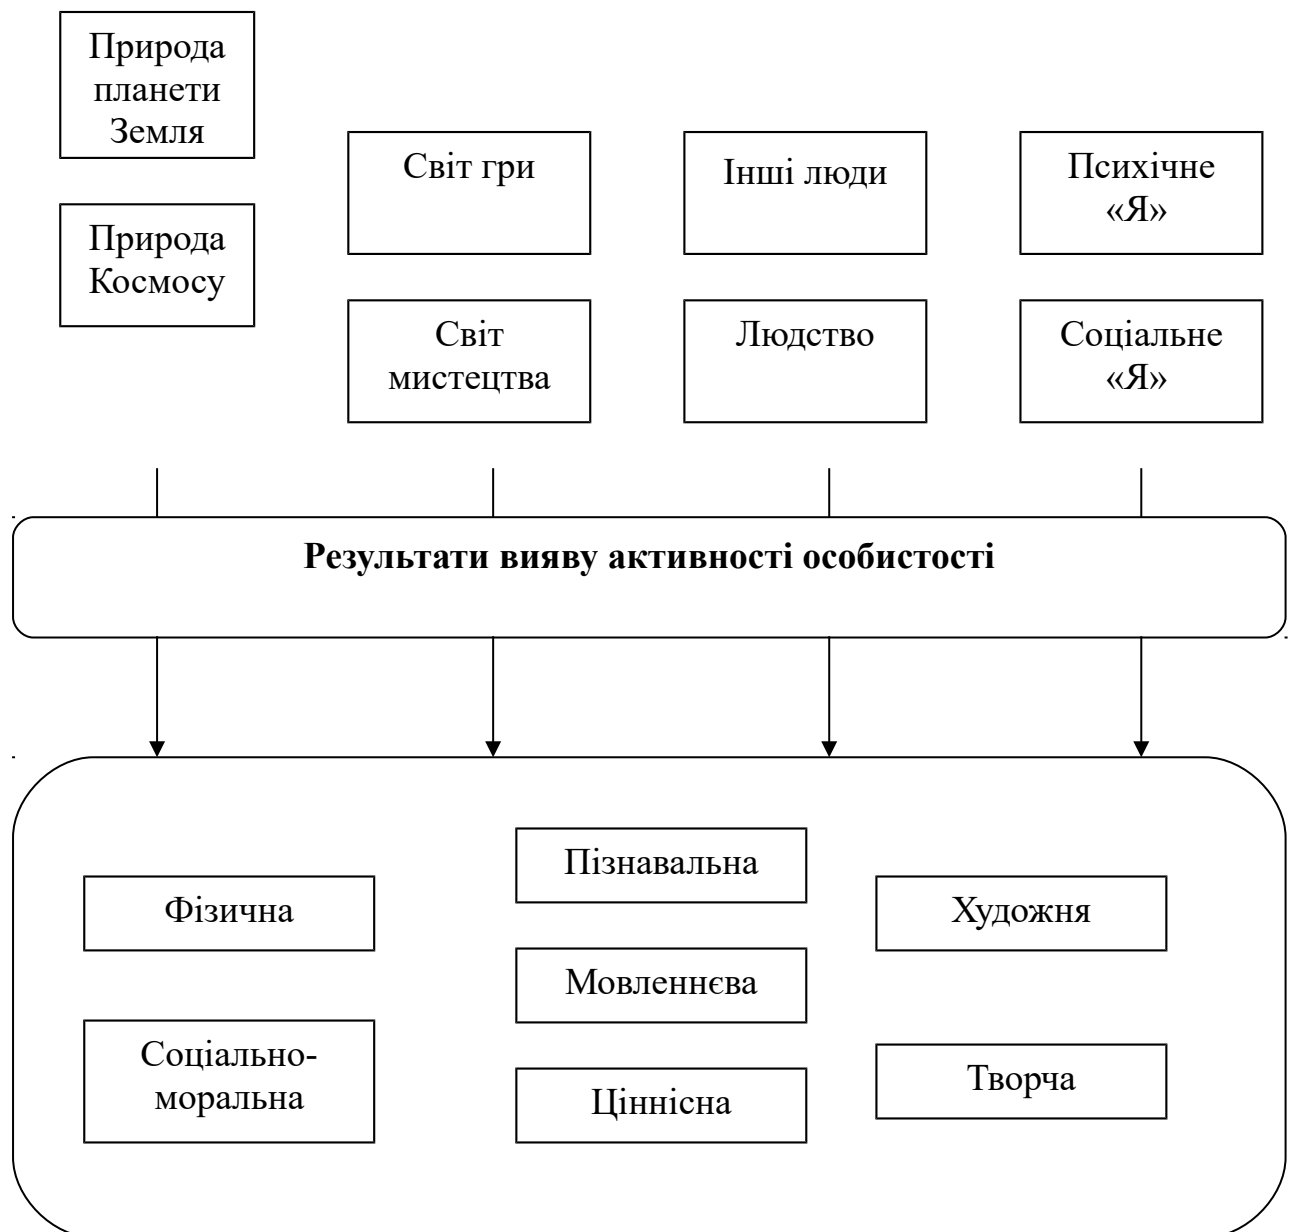 Природа
планети
Земля
Природа
Космосу
Світ гри
Світ
мистецтва
Інші люди
Людство
Психічне
«Я»
Соціальне
«Я»
Результати вияву активності особистості
Фізична
Соціально-
моральна
Пізнавальна
Мовленнєва
Ціннісна
Художня
Творча